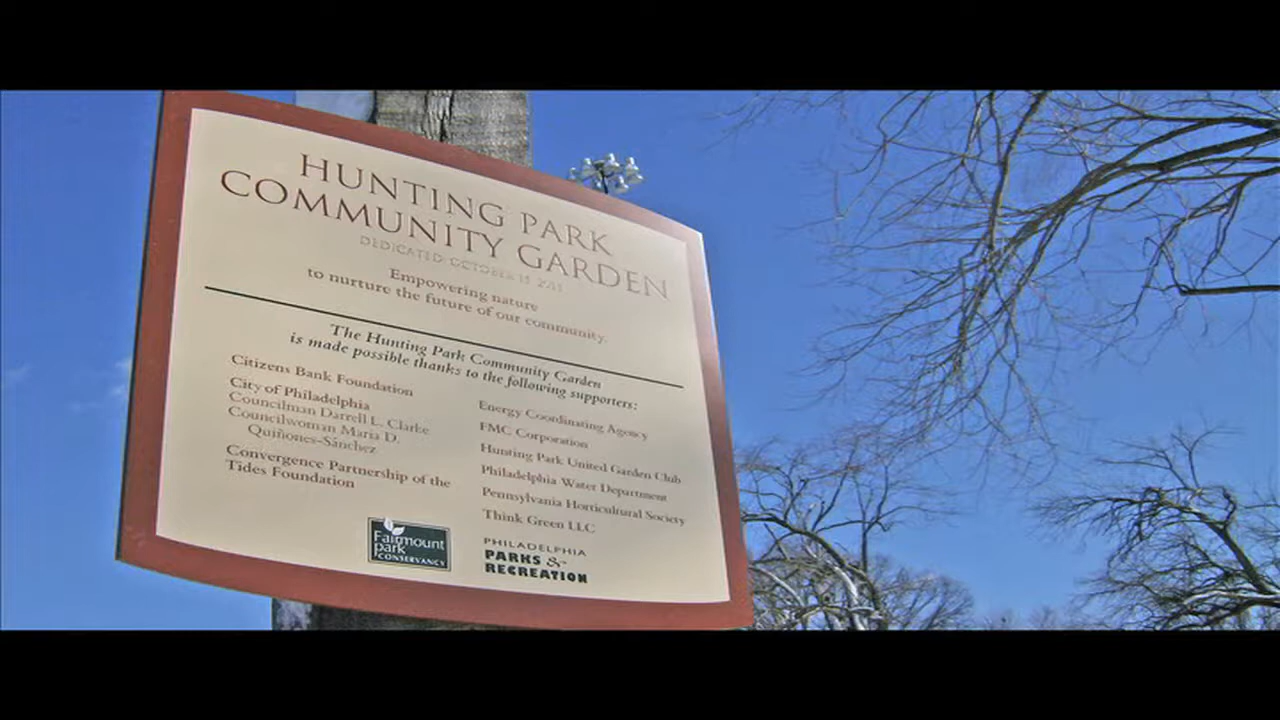 HUNTING PARK
COMMUNITY GARDEN
DEDICATED OCTOBER 15 2011
Empowering nature
to nurture the future of our community.
The Hunting Park Community Garden
is made possible thanks to the following supporters:
Citizens Bank Foundation
City of Philadelphia
Councilman Darrell L. Clarke
Councilwoman Maria D.
Quiñones-Sánchez
Convergence Partnership of the
Tides Foundation
Energy Coordinating Agency
FMC Corporation
Hunting Park United Garden Club
Philadelphia Water Department
Pennsylvania Horticultural Society
Think Green LLC
Fairmount
park
CONSERVANCY
PHILADELPHIA
PARKS &
RECREATION